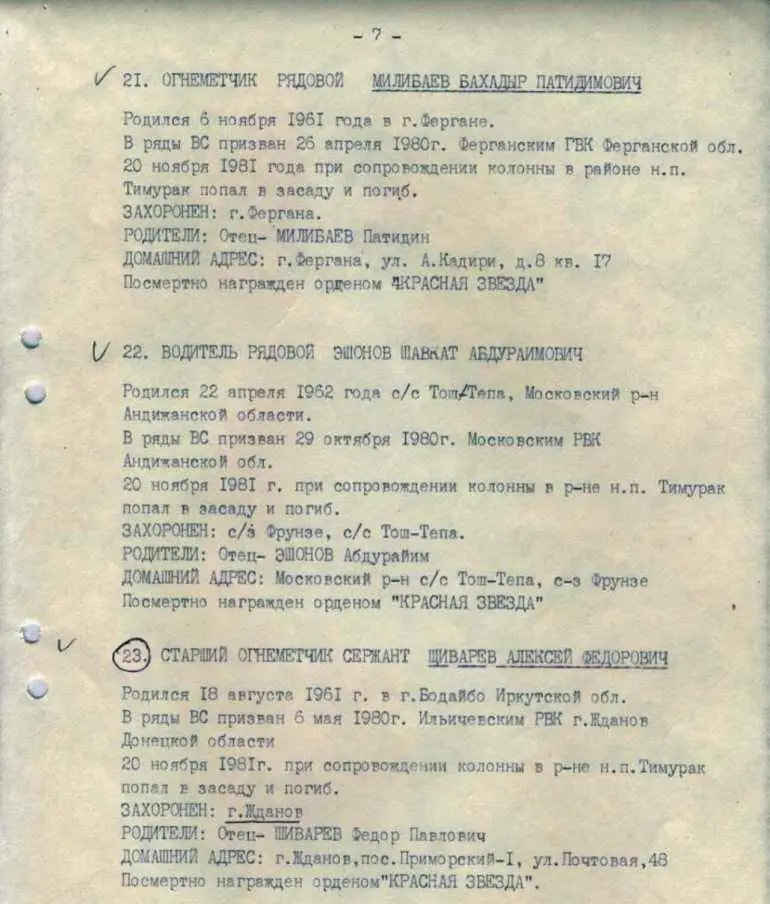 - 7 -
21. ОГНЕМЕТЧИК РЯДОВОЙ МИЛИБАЕВ БАХАДЫР ПАТИДИМОВИЧ
Родился 6 ноября 1961 года в г.Фергане.
В ряды ВС призван 26 апреля 1980г. Ферганским ГВК Ферганской обл.
20 ноября 1981 года при сопровождении колонны в районе н.п.
Тимурак попал в засаду и погиб.
ЗАХОРОНЕН: г.Фергана.
РОДИТЕЛИ: Отец- МИЛИБАЕВ Патидин
ДОМАШНИЙ АДРЕС: г.Фергана, ул. А.Кадири, д.8 кв. 17
Посмертно награжден орденом "КРАСНАЯ ЗВЕЗДА"
22. ВОДИТЕЛЬ РЯДОВОЙ ЭШОНОВ ШАВКАТ АБДУРАИМОВИЧ
Родился 22 апреля 1962 года с/с Тош/Тепа, Московский р-н
Андижанской области.
В ряды ВС призван 29 октября 1980г. Московским РВК
Андижанской обл.
20 ноября 1981 г. при сопровождении колонны в р-не н.п. Тимурак
попал в засаду и погиб.
ЗАХОРОНЕН: с/з Фрунзе, с/с Тош-Тепа.
РОДИТЕЛИ: Отец- ЭШОНОВ Абдурайим
ДОМАШНИЙ АДРЕС: Московский р-н с/с Тош-Тепа, с-з Фрунзе
Посмертно награжден орденом "КРАСНАЯ ЗВЕЗДА"
23. СТАРШИЙ ОГНЕМЕТЧИК СЕРЖАНТ ШИВАРЕВ АЛЕКСЕЙ ФЕДОРОВИЧ
Родился 18 августа 1961 г. в г.Бодайбо Иркутской обл.
В ряды ВС призван 6 мая 1980г. Ильичевским РВК г.Жданов
Донецкой области
20 ноября 1981г. при сопровождении колонны в р-не н.п.Тимурак
попал в засаду и погиб.
ЗАХОРОНЕН: г.Жданов
РОДИТЕЛИ: Отец- ШИВАРЕВ Федор Павлович
ДОМАШНИЙ АДРЕС: г.Жданов,пос.Приморский-1, ул.Почтовая,48
Посмертно награжден орденом"КРАСНАЯ ЗВЕЗДА".